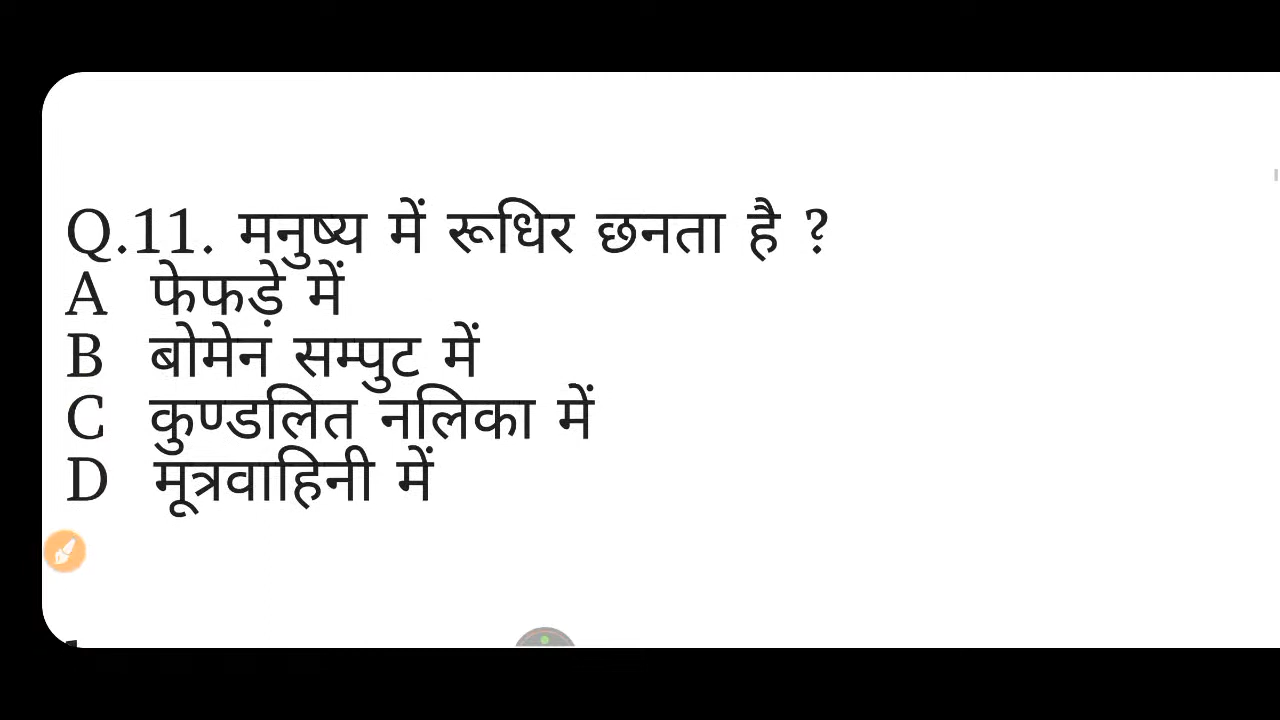 Q.11. मनुष्य में रूधिर छनता है ?
A फेफड़े में
B बोमेनं सम्पुट में
C कुण्डलित नलिका में
D मूत्रवाहिनी में